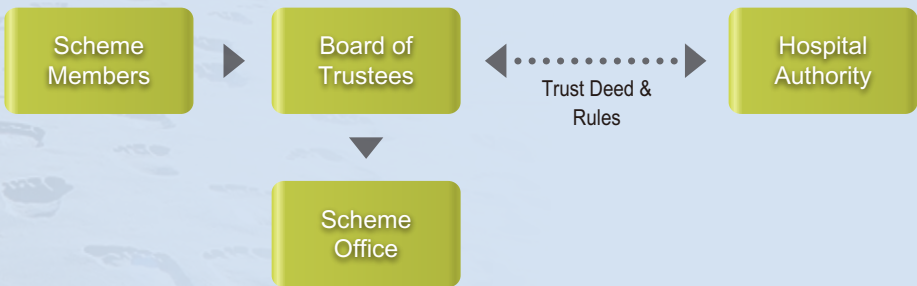 Scheme
Members
Board of
Trustees
Trust Deed &
Rules
Hospital
Authority
Scheme
Office